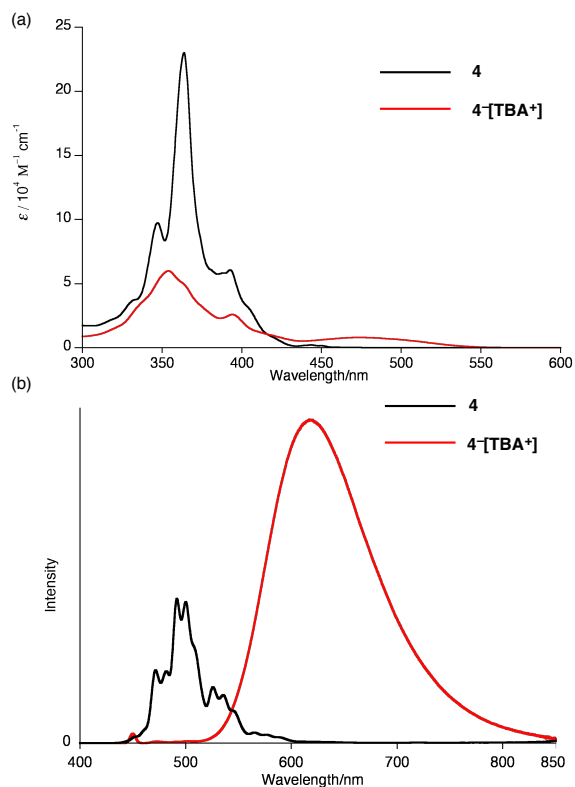 (a)
25
20
15
10
5
0
ε / 10⁴ M⁻¹ cm⁻¹
4
4⁻[TBA⁺]
300 350 400 450 500 550 600
Wavelength/nm
(b)
4
4⁻[TBA⁺]
Intensity
0
400 500 600 700 800 850
Wavelength/nm